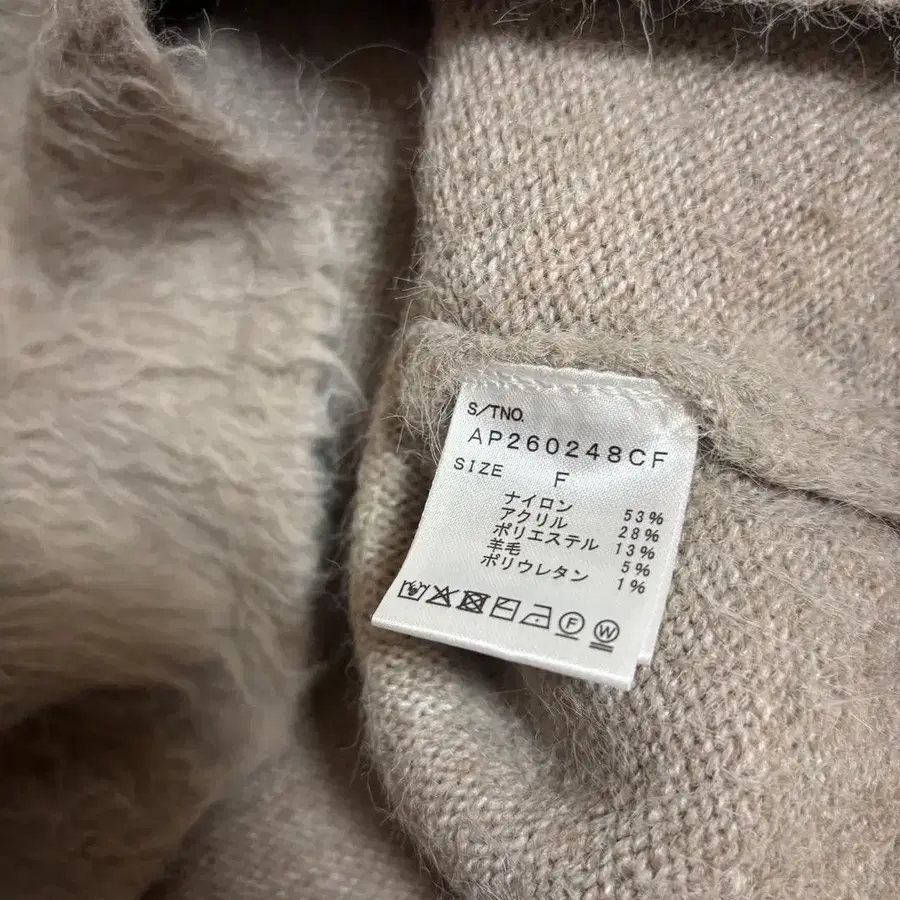 S/TNO.
AP260248CF
SIZE F
ナイロン 53%
アクリル 28%
ポリエステル 13%
羊毛 5%
ポリウレタン 1%
F W